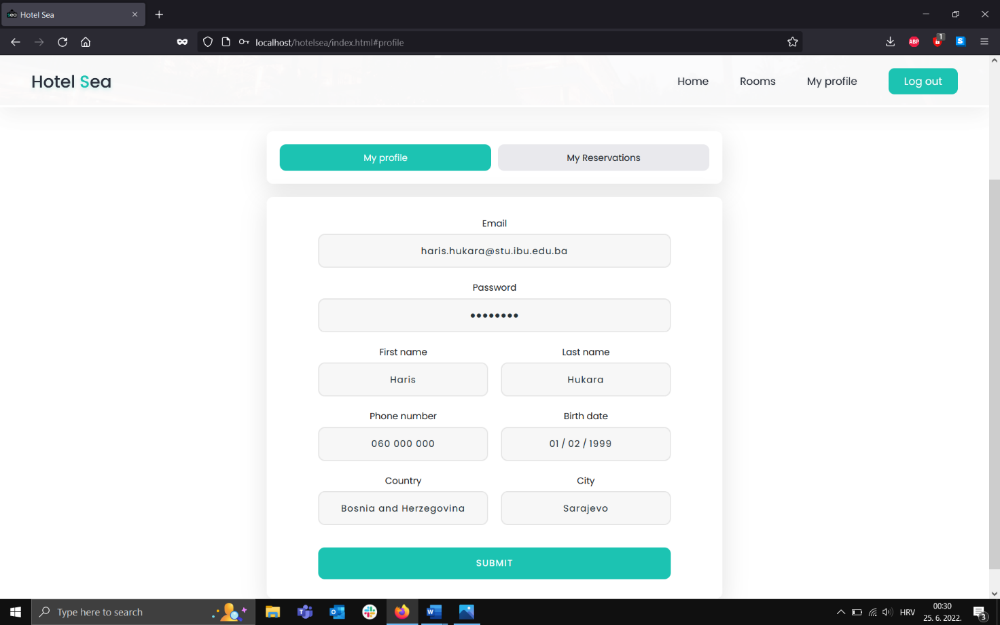 Hotel Sea
localhost/hotelsea/index.html#profile
ABP
1
S
Hotel Sea
Home
Rooms
My profile
Log out
My profile
My Reservations
Email
haris.hukara@stu.ibu.edu.ba
Password
First name
Last name
Haris
Hukara
Phone number
Birth date
060 000 000
01 / 02 / 1999
Country
City
Bosnia and Herzegovina
Sarajevo
SUBMIT
Type here to search
HRV
00:30
25. 6. 2022.
3